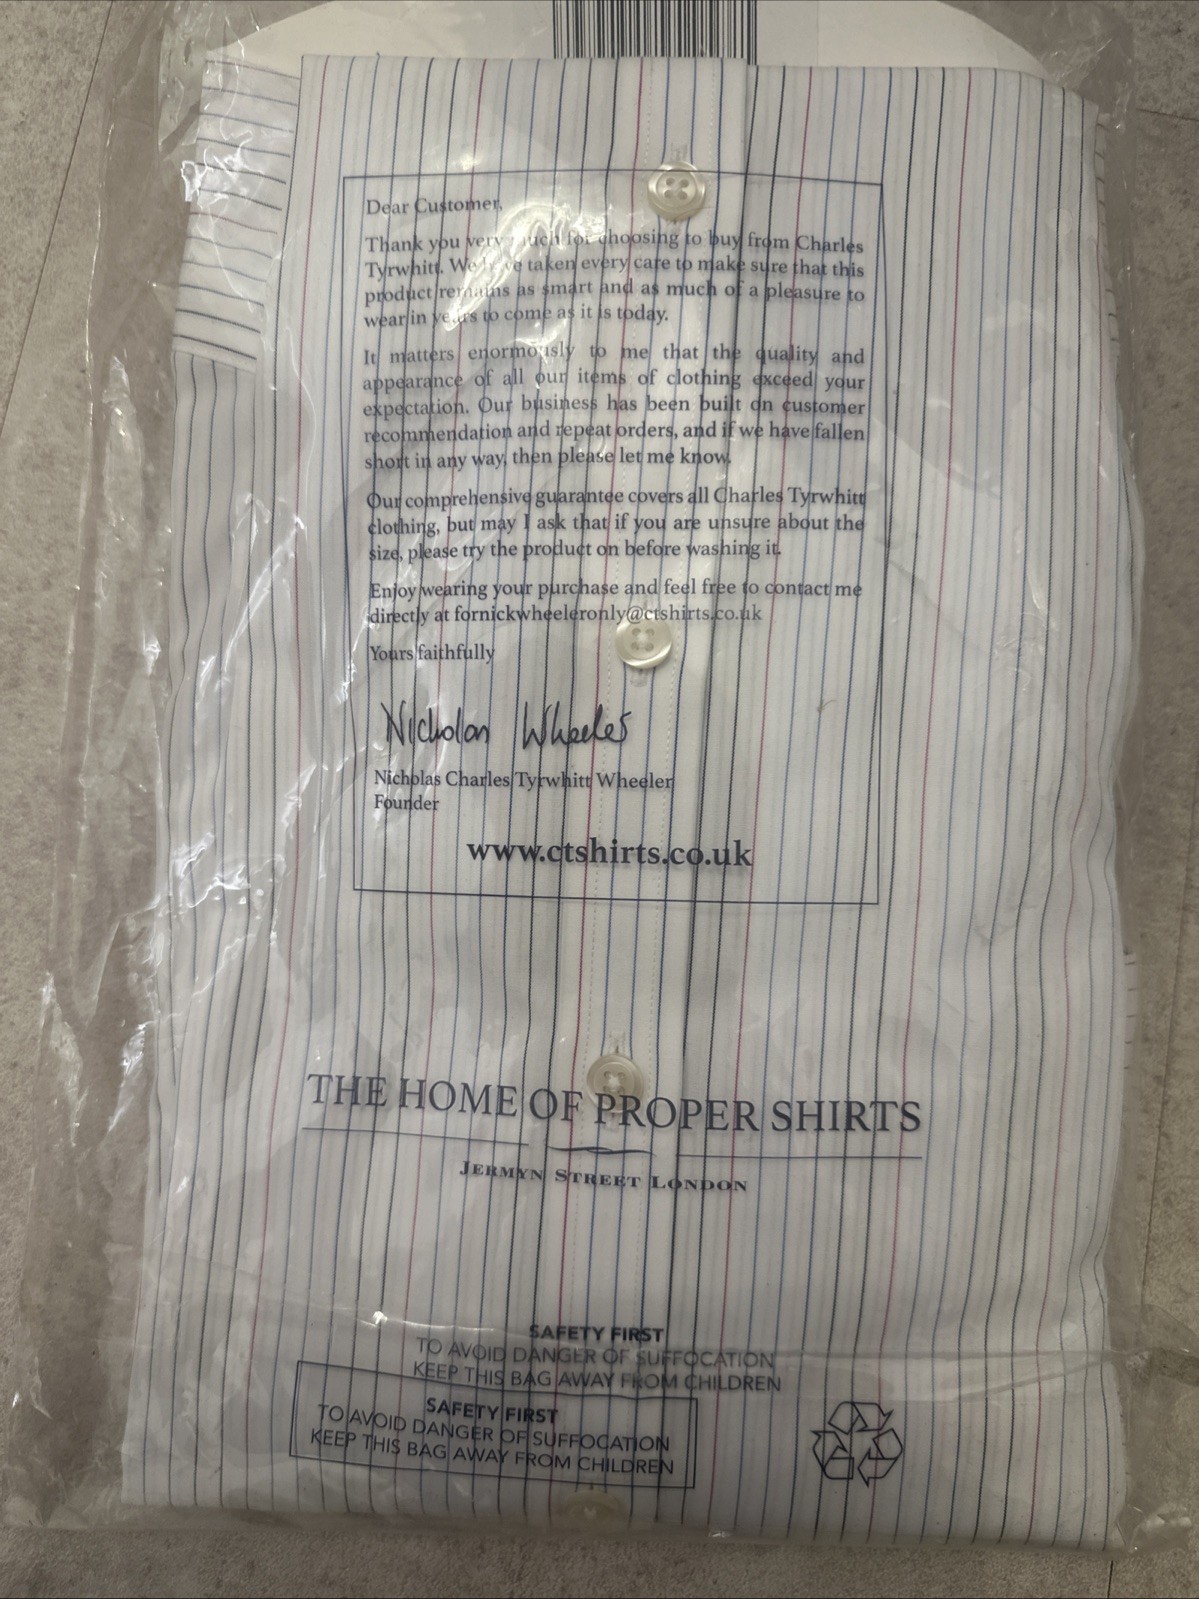 Dear Customer,
Thank you very much for choosing to buy from Charles
Tyrwhitt. We have taken every care to make sure that this
product remains as smart and as much of a pleasure to
wear in years to come as it is today.
It matters enormously to me that the quality and
appearance of all our items of clothing exceed your
expectation. Our business has been built on customer
recommendation and repeat orders, and if we have fallen
short in any way, then please let me know.
Our comprehensive guarantee covers all Charles Tyrwhitt
clothing, but may I ask that if you are unsure about the
size, please try the product on before washing it.
Enjoy wearing your purchase and feel free to contact me
directly at fornickwheeleronly@ctshirts.co.uk
Yours faithfully
Nicholas Wheeler
Nicholas Charles Tyrwhitt Wheeler
Founder
www.ctshirts.co.uk
THE HOME OF PROPER SHIRTS
JERMYN STREET LONDON
SAFETY FIRST
TO AVOID DANGER OF SUFFOCATION
KEEP THIS BAG AWAY FROM CHILDREN
SAFETY FIRST
TO AVOID DANGER OF SUFFOCATION
KEEP THIS BAG AWAY FROM CHILDREN